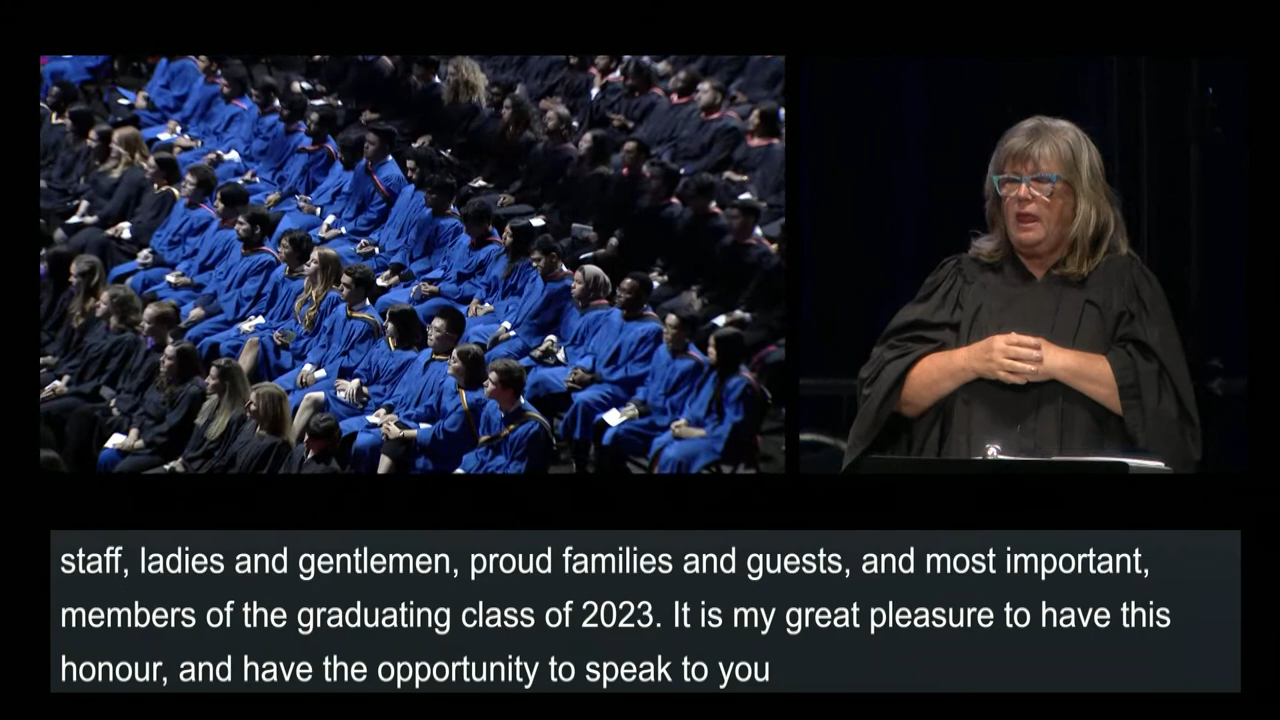 staff, ladies and gentlemen, proud families and guests, and most important,
members of the graduating class of 2023. It is my great pleasure to have this
honour, and have the opportunity to speak to you